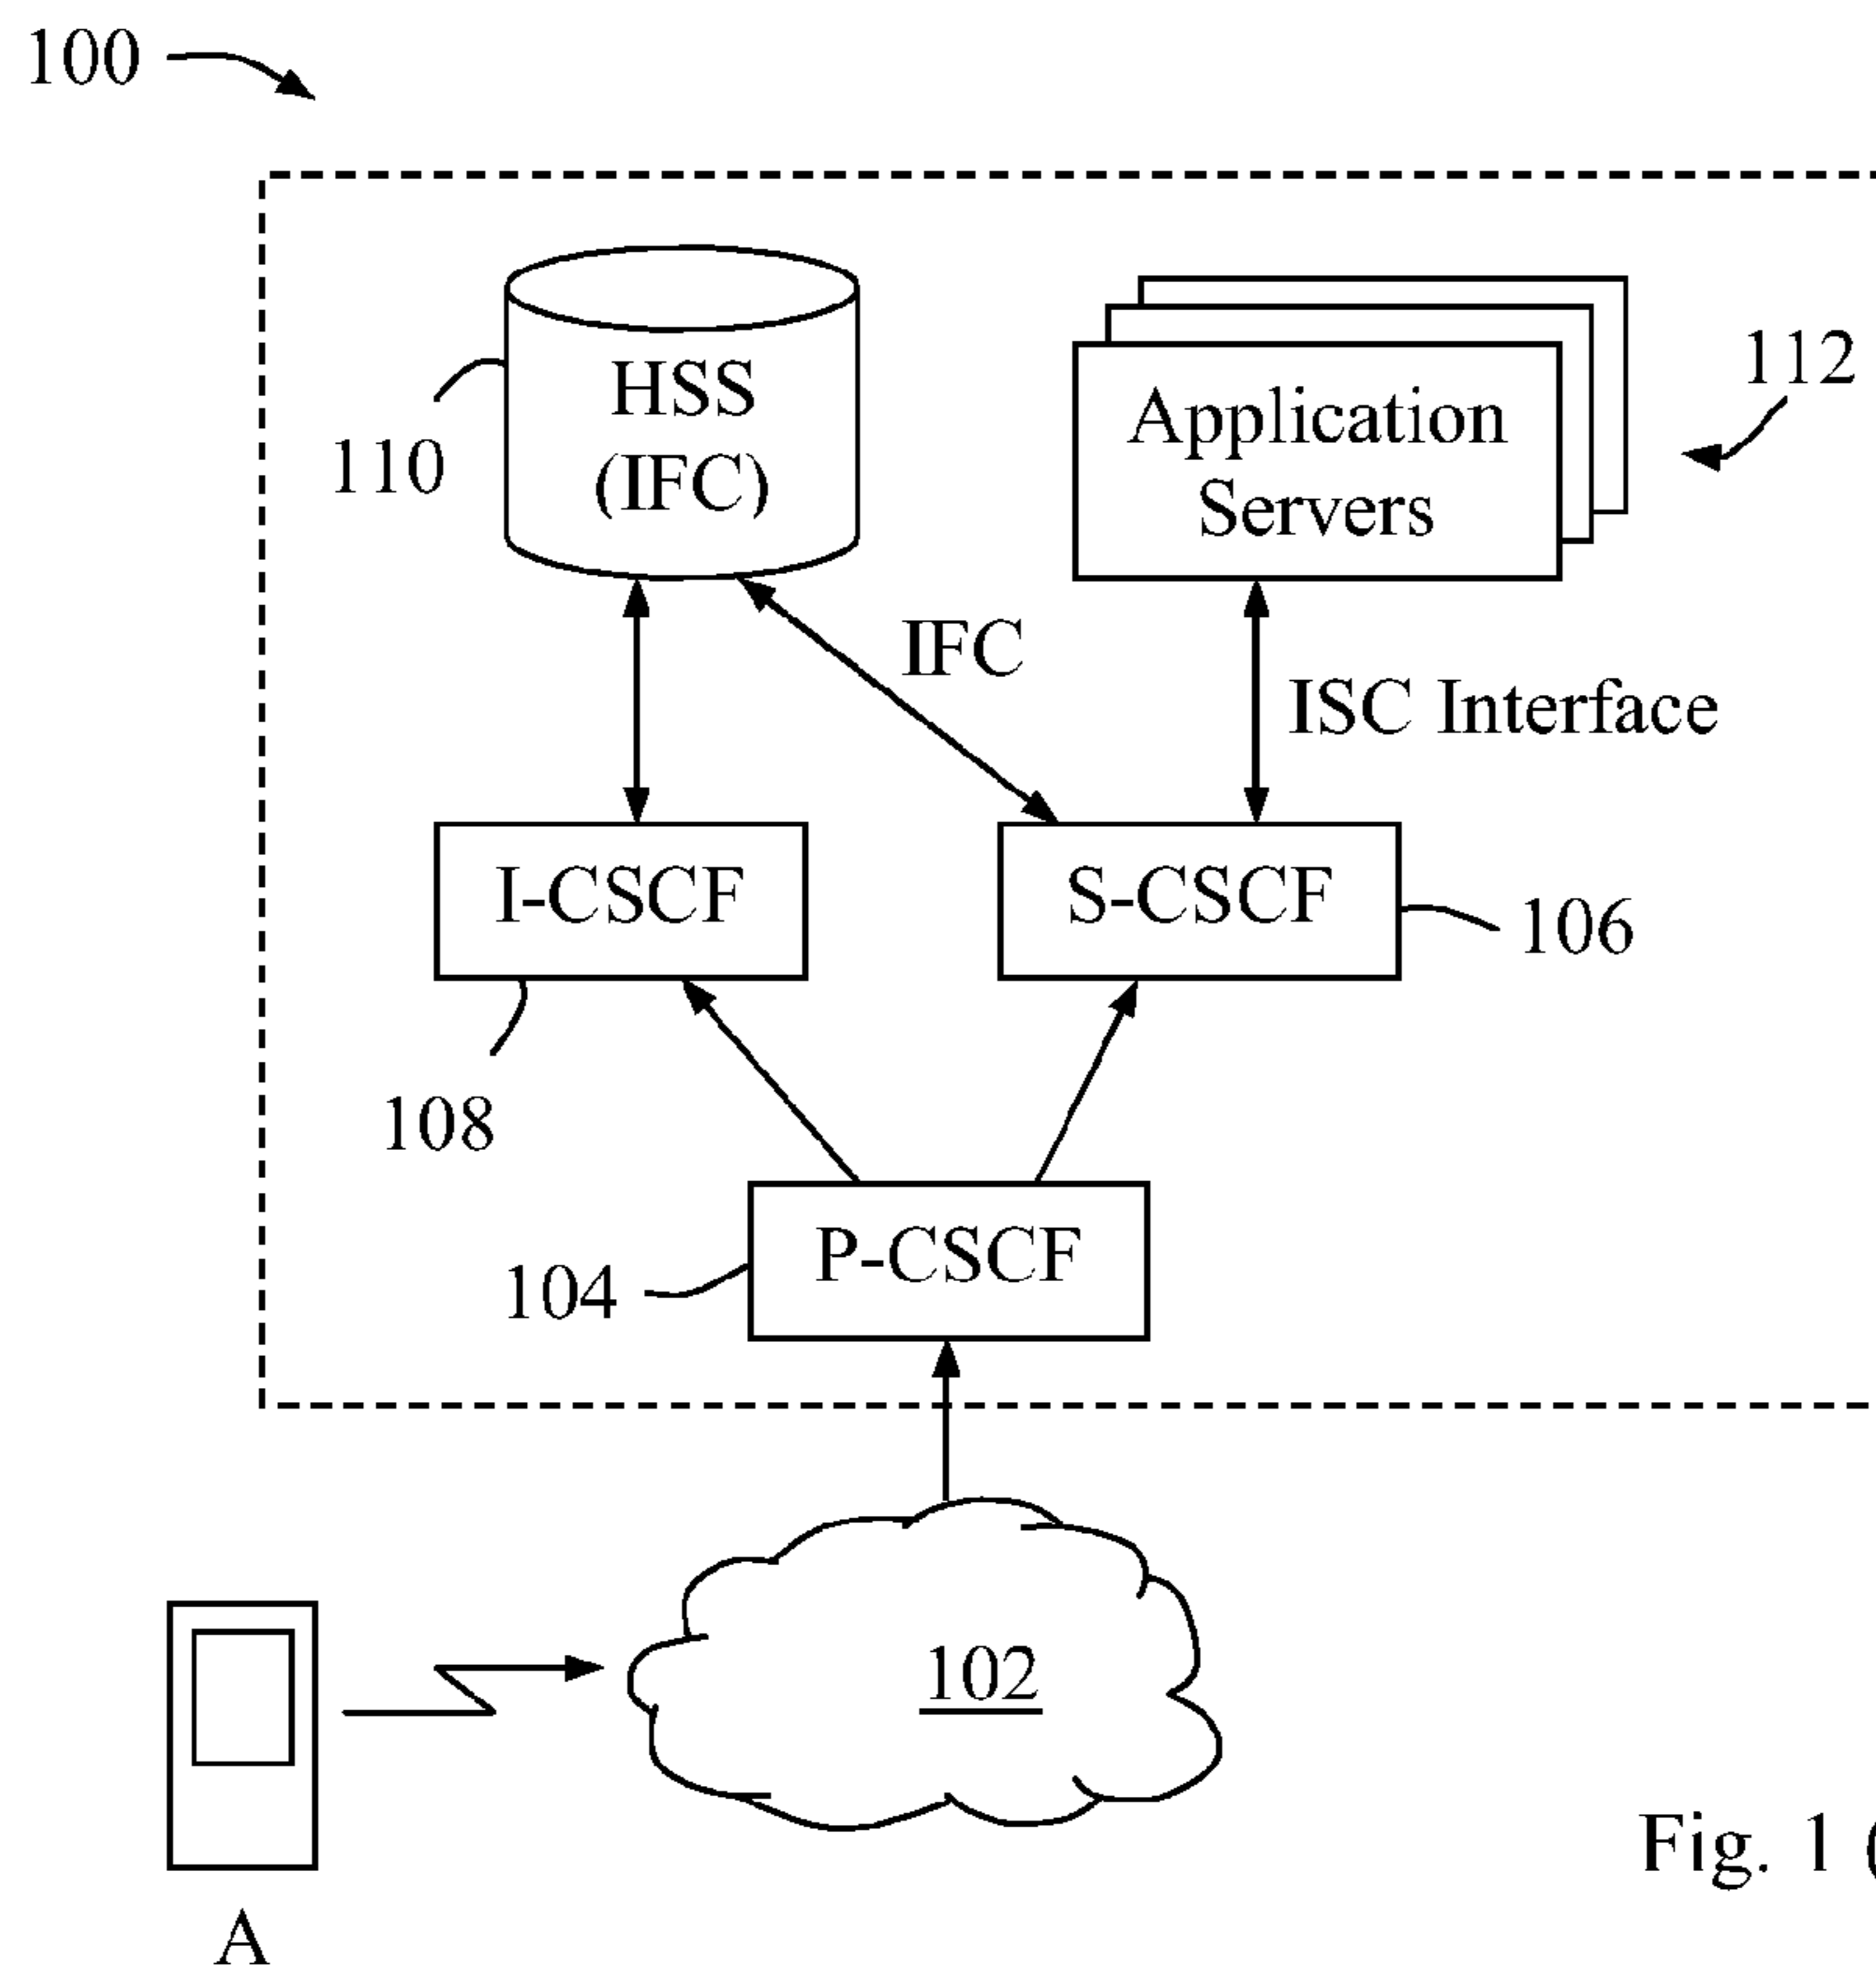 100
HSS
(IFC)
110
Application
Servers
112
IFC
ISC Interface
I-CSCF
S-CSCF
106
108
P-CSCF
104
102
A
Fig. 1 (